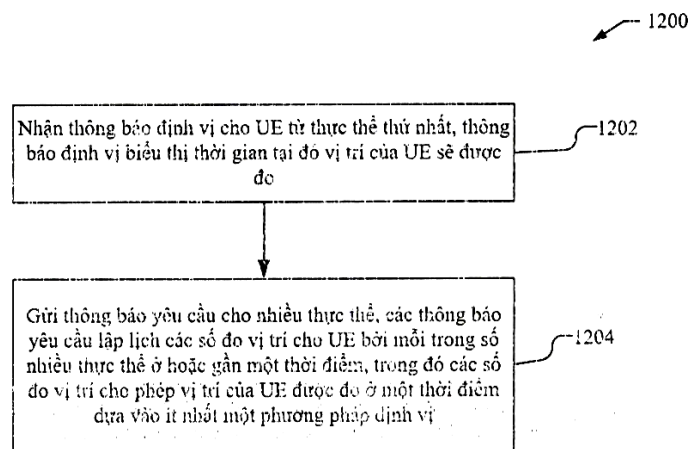 1200
Nhận thông báo định vị cho UE từ thực thể thứ nhất, thông
báo định vị biểu thị thời gian tại đó vị trí của UE sẽ được
đo
1202
Gửi thông báo yêu cầu cho nhiều thực thể, các thông báo
yêu cầu lập lịch các số đo vị trí cho UE bởi mỗi trong số
nhiều thực thể ở hoặc gần một thời điểm, trong đó các số
đo vị trí cho phép vị trí của UE được đo ở một thời điểm
dựa vào ít nhất một phương pháp định vị
1204